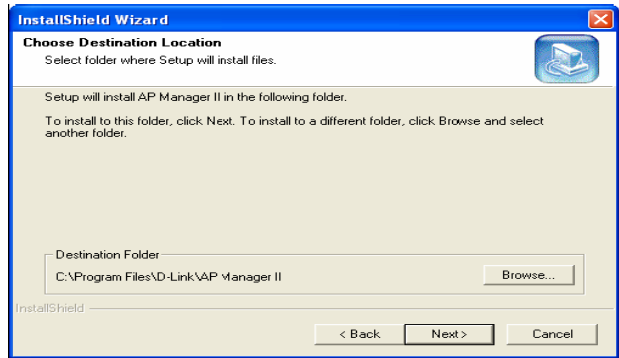 InstallShield Wizard
Choose Destination Location
Select folder where Setup will install files.
Setup will install AP Manager II in the following folder.
To install to this folder, click Next. To install to a different folder, click Browse and select
another folder.
Destination Folder
C:\Program Files\D-Link\AP Manager II
Browse...
InstallShield
< Back
Next>
Cancel